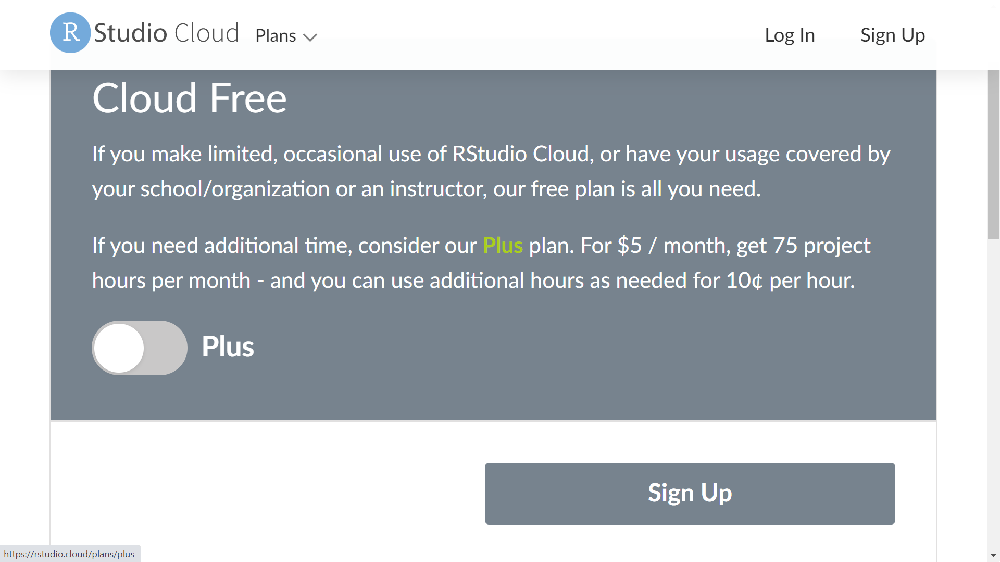 R Studio Cloud Plans Log In Sign Up
Cloud Free
If you make limited, occasional use of RStudio Cloud, or have your usage covered by
your school/organization or an instructor, our free plan is all you need.
If you need additional time, consider our Plus plan. For $5 / month, get 75 project
hours per month - and you can use additional hours as needed for 10¢ per hour.
Plus
Sign Up
https://rstudio.cloud/plans/plus